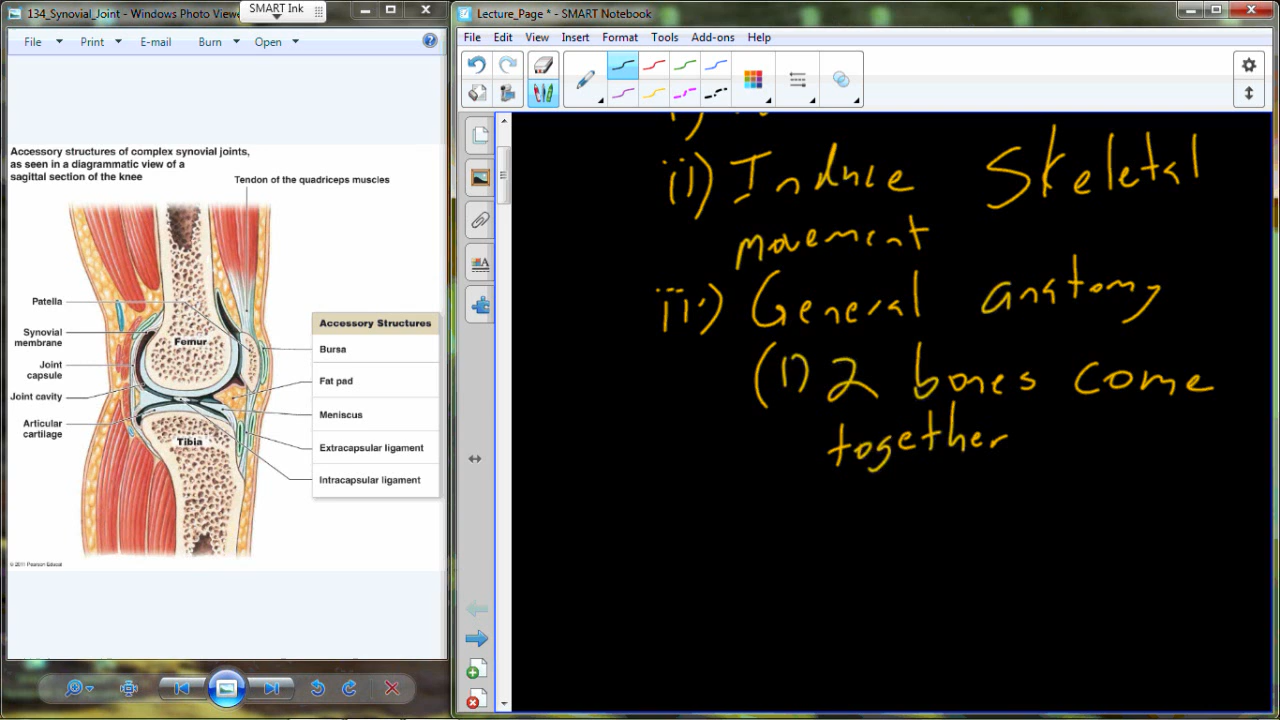 134_Synovial_Joint - Windows Photo Viewe
SMART Ink
File Print E-mail Burn Open
Accessory structures of complex synovial joints,
as seen in a diagrammatic view of a
sagittal section of the knee
Tendon of the quadriceps muscles
Patella
Synovial
membrane
Joint
capsule
Joint cavity
Articular
cartilage
Femur
Tibia
Accessory Structures
Bursa
Fat pad
Meniscus
Extracapsular ligament
Intracapsular ligament
© 2011 Pearson Educat
Lecture_Page * - SMART Notebook
File Edit View Insert Format Tools Add-ons Help
ii) Induce Skeletal
movement
iii) General anatomy
(1) 2 bones come
together